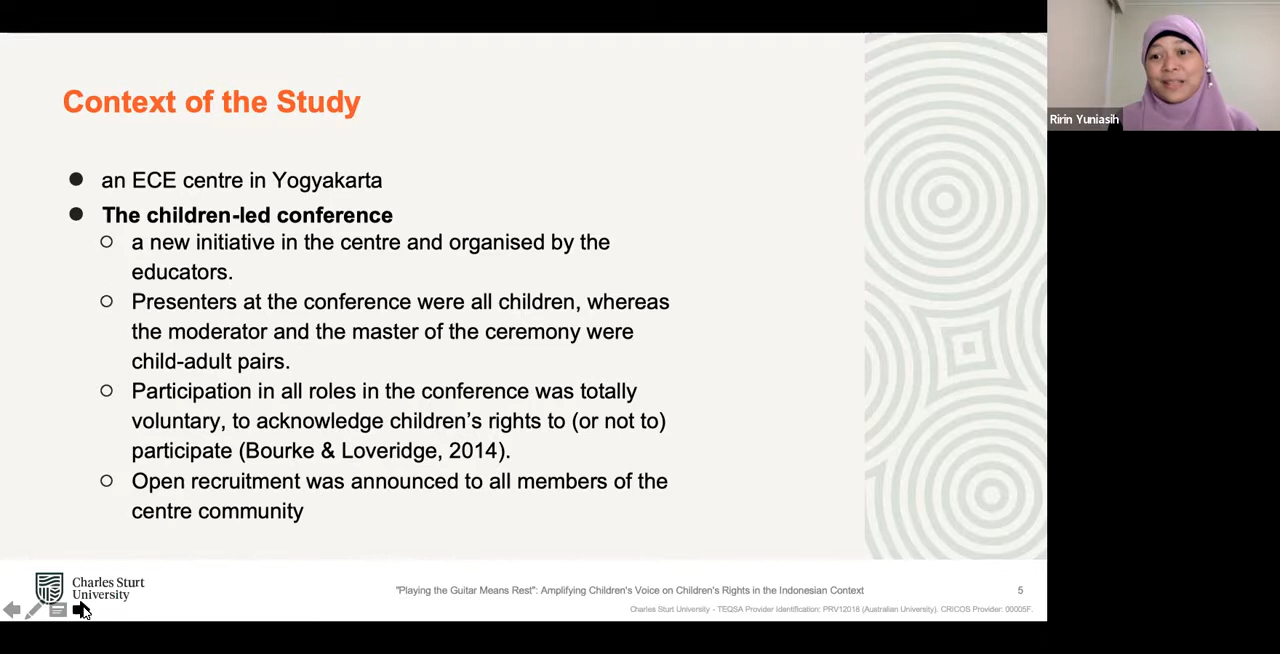 Context of the Study
an ECE centre in Yogyakarta
The children-led conference
a new initiative in the centre and organised by the
educators.
Presenters at the conference were all children, whereas
the moderator and the master of the ceremony were
child-adult pairs.
Participation in all roles in the conference was totally
voluntary, to acknowledge children's rights to (or not to)
participate (Bourke & Loveridge, 2014).
Open recruitment was announced to all members of the
centre community
Charles Sturt
University
"Playing the Guitar Means Rest": Amplifying Children's Voice on Children's Rights in the Indonesian Context
5
Charles Sturt University - TEQSA Provider Identification: PRV12018 (Australian University). CRICOS Provider: 00005F.
Ririn Yuniasih